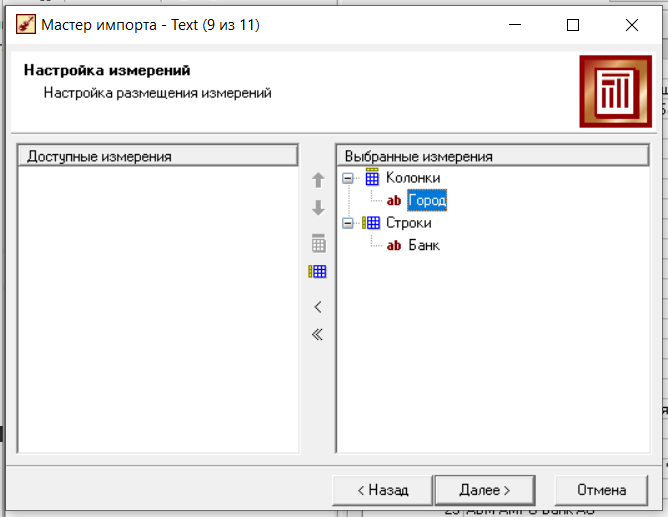 Мастер импорта - Text (9 из 11)
Настройка измерений
Настройка размещения измерений
Доступные измерения
Выбранные измерения
Колонки
ab Город
Строки
ab Банк
< Назад
Далее >
Отмена